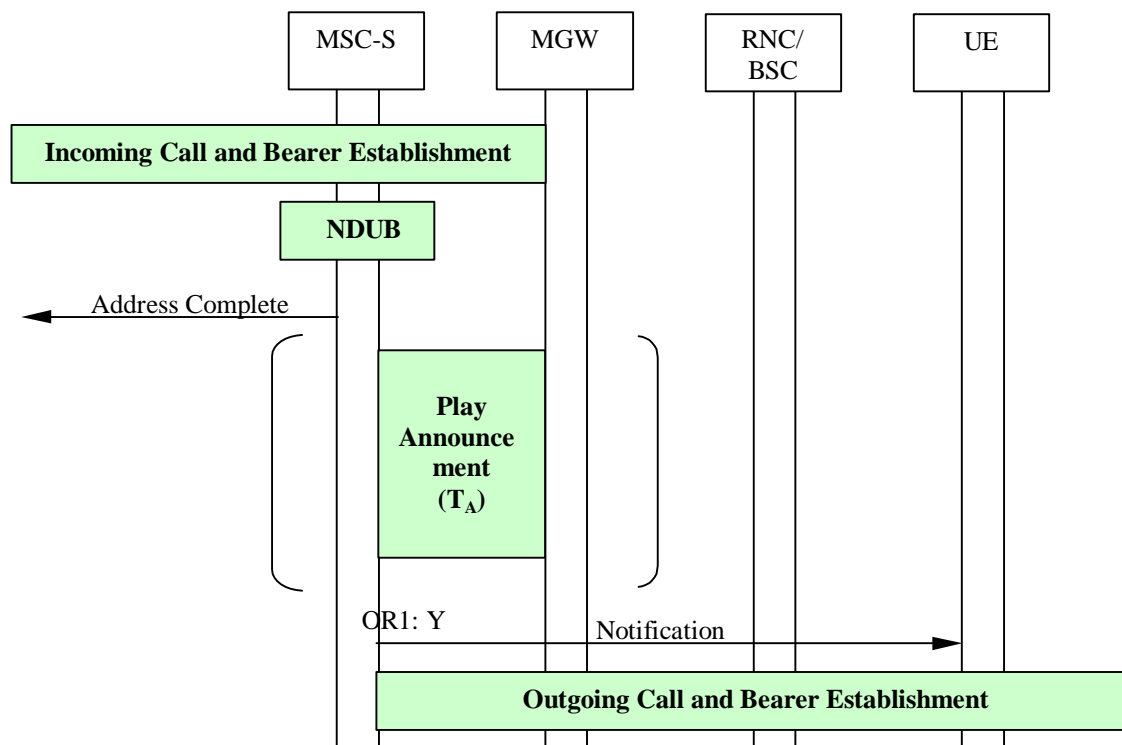 MSC-S
MGW
RNC/
BSC
UE
Incoming Call and Bearer Establishment
NDUB
Address Complete
Play
Announce
ment
(TA)
OR1: Y
Notification
Outgoing Call and Bearer Establishment